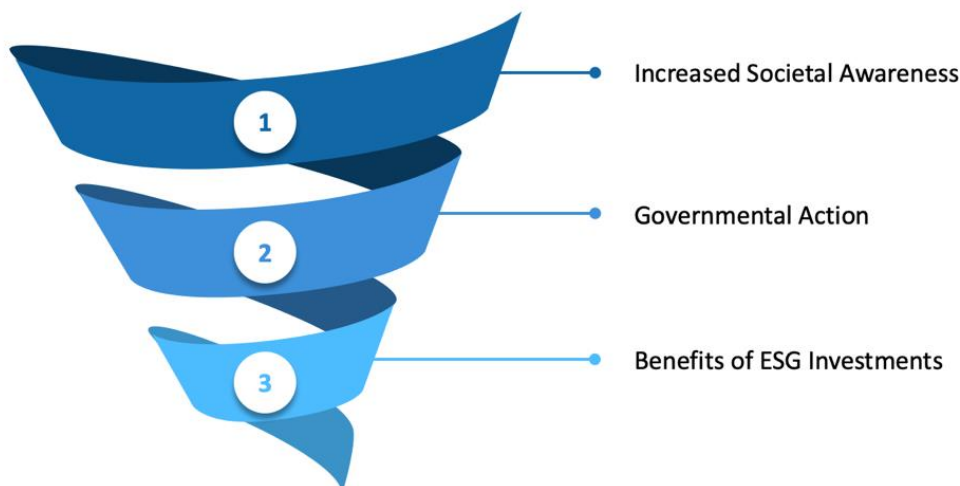 1
Increased Societal Awareness
2
Governmental Action
3
Benefits of ESG Investments